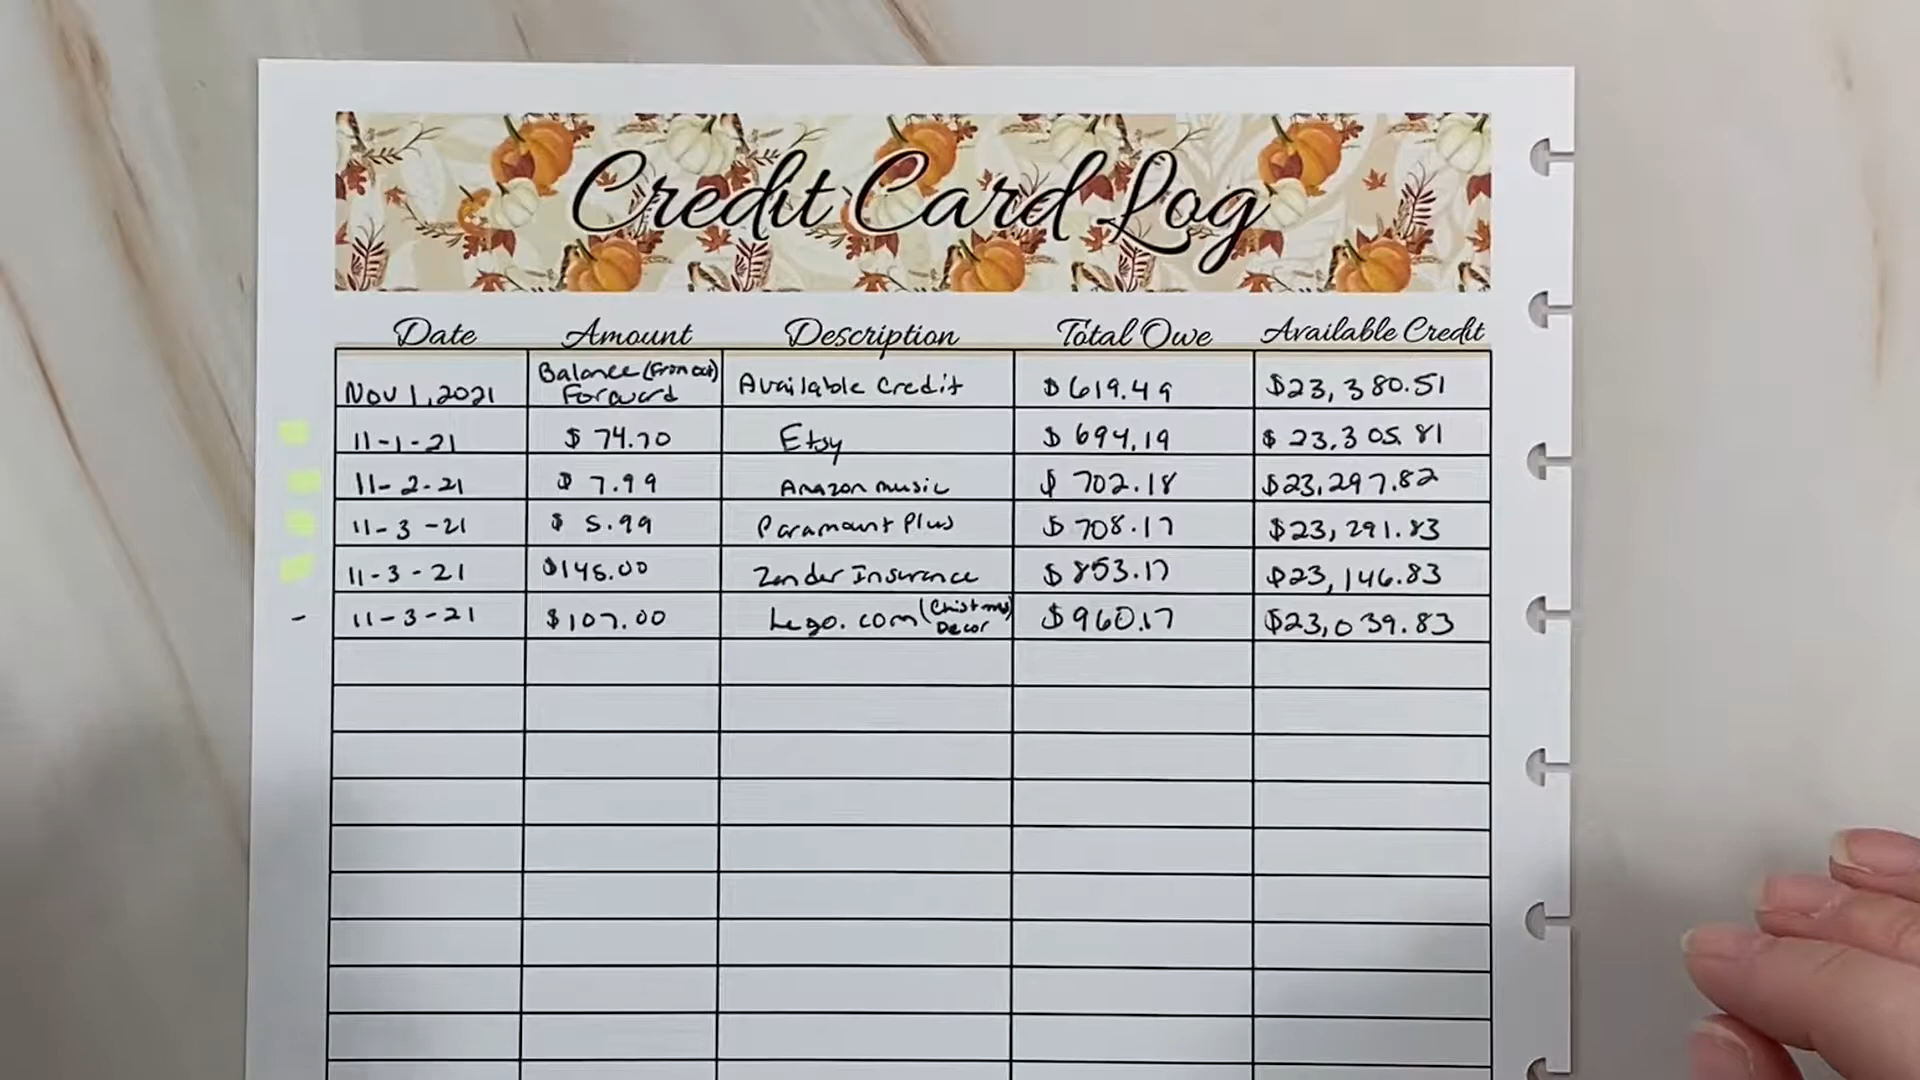 Credit Card Log
Date Amount Description Total Owe Available Credit
Nov 1, 2021 Balance (From oct) Forward Available Credit $619.49 $23,380.51
11-1-21 $74.70 Etsy $694.19 $23,305.81
11-2-21 $7.99 Amazon music $702.18 $23,297.82
11-3-21 $5.99 Paramount Plus $708.17 $23,291.83
11-3-21 $145.00 Zander Insurance $853.17 $23,146.83
- 11-3-21 $107.00 Lego.com (Christmas Decor $960.17 $23,039.83